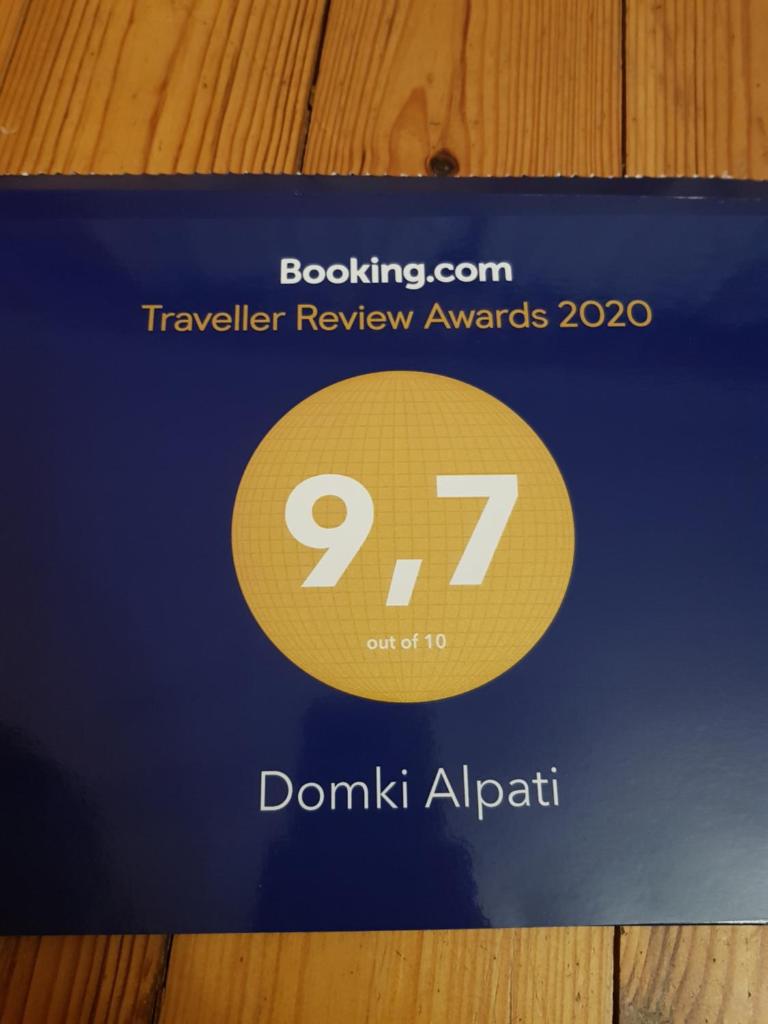 Booking.com
Traveller Review Awards 2020
9,7
out of 10
Domki Alpati